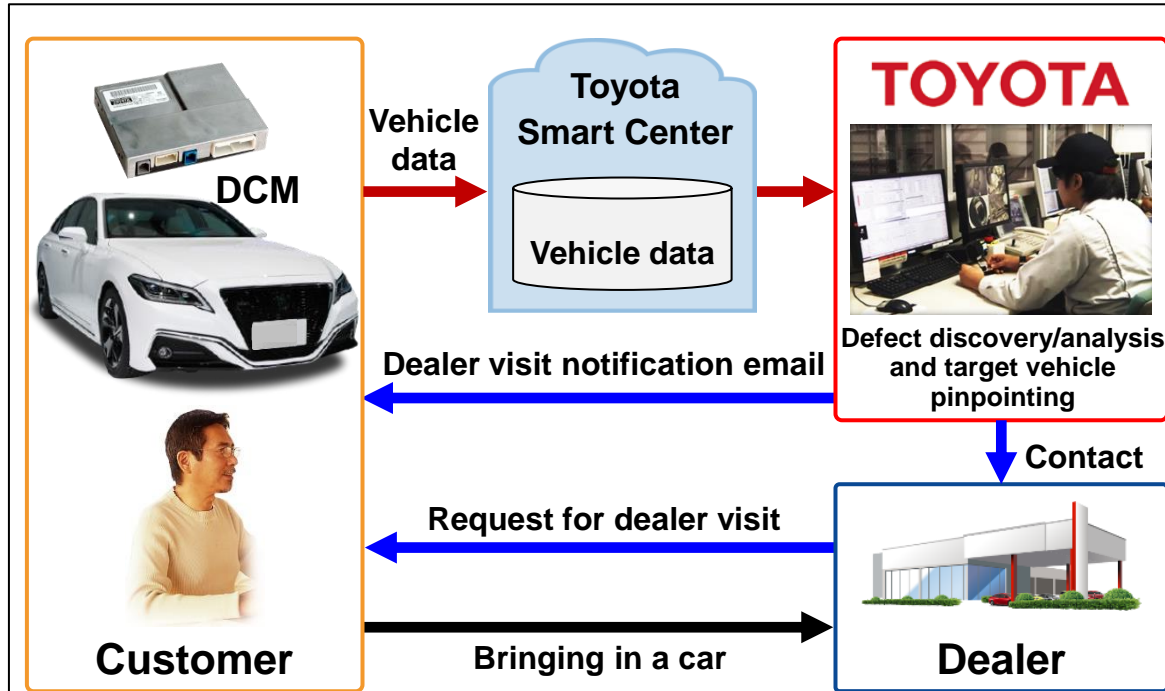 DCM
Customer
Vehicle
data
Toyota
Smart Center
Vehicle data
TOYOTA
Defect discovery/analysis
and target vehicle
pinpointing
Dealer visit notification email
Contact
Request for dealer visit
Bringing in a car
Dealer